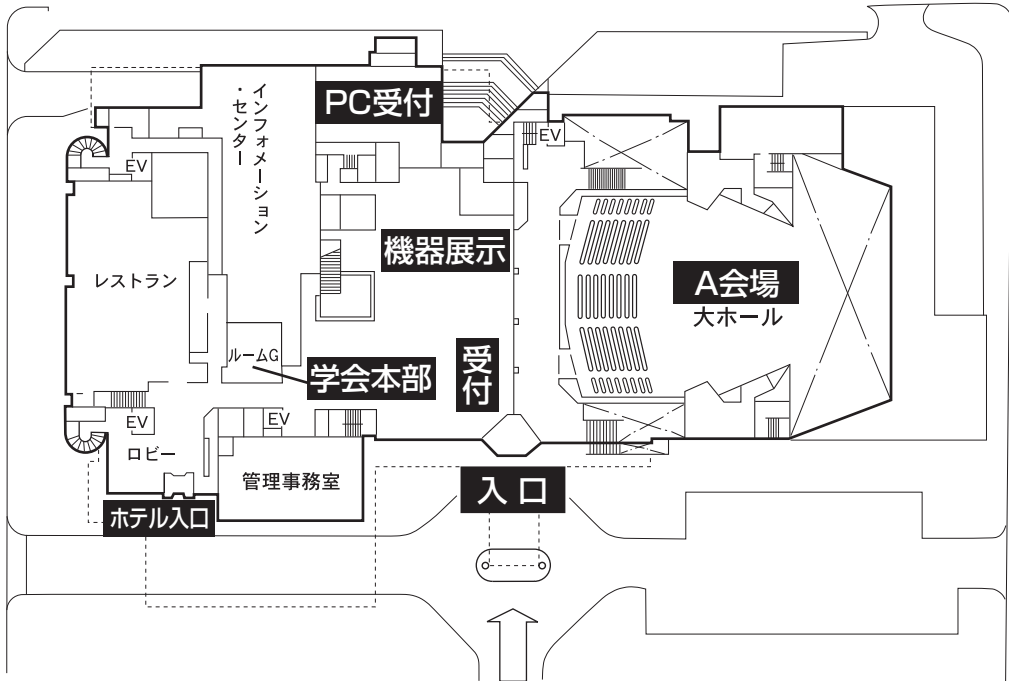 PC受付
インフォメーション
・センター
EV
EV
機器展示
レストラン
A会場
大ホール
ルームG
学会本部
受付
EV
EV
ロビー
管理事務室
入口
ホテル入口